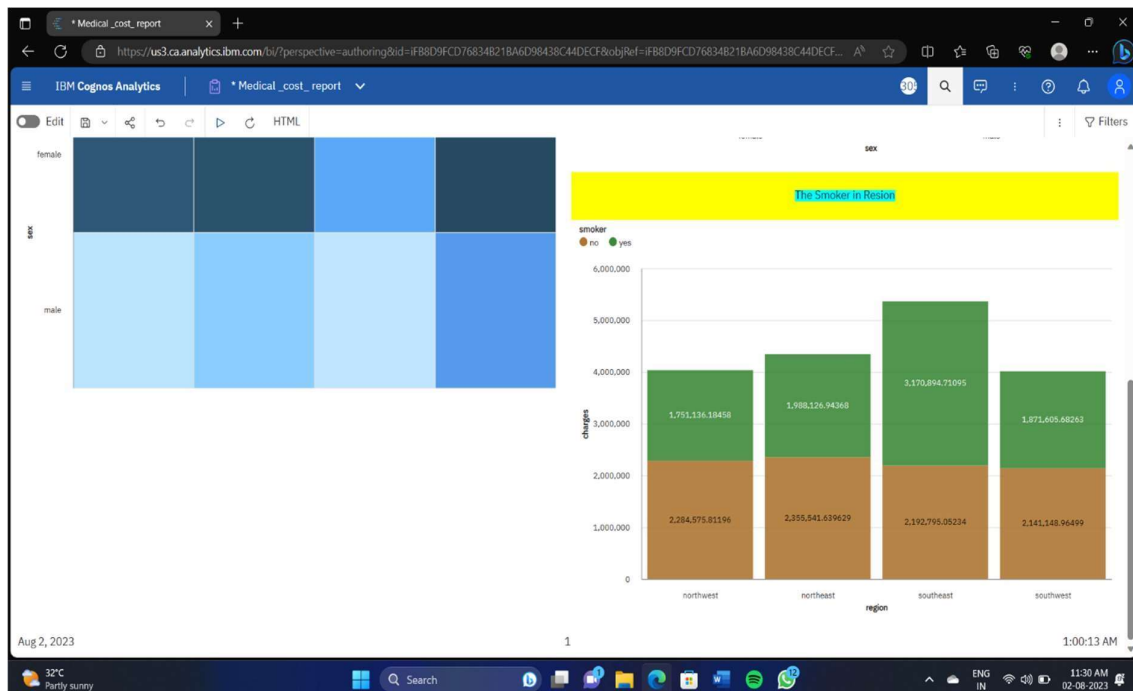 * Medical _cost_ report
https://us3.ca.analytics.ibm.com/bi/?perspective=authoring&id=iFB8D9FCD76834B21BA6D98438C44DECF&objRef=iFB8D9FCD76834B21BA6D98438C44DECF...
IBM Cognos Analytics
* Medical _cost_ report
Edit
HTML
Filters
female
sex
male
sex
The Smoker in Resion
smoker
no yes
6,000,000
5,000,000
4,000,000
3,000,000
2,000,000
1,000,000
0
charges
1,751,136.18458
1,988,126.94368
3,170,894.71095
1,871,605.68263
2,284,575.81196
2,355,541.639629
2,192,795.05234
2,141,148.96499
northwest northeast southeast southwest
region
Aug 2, 2023
1
1:00:13 AM
32°C
Partly sunny
Search
12
ENG
IN
11:30 AM
02-08-2023